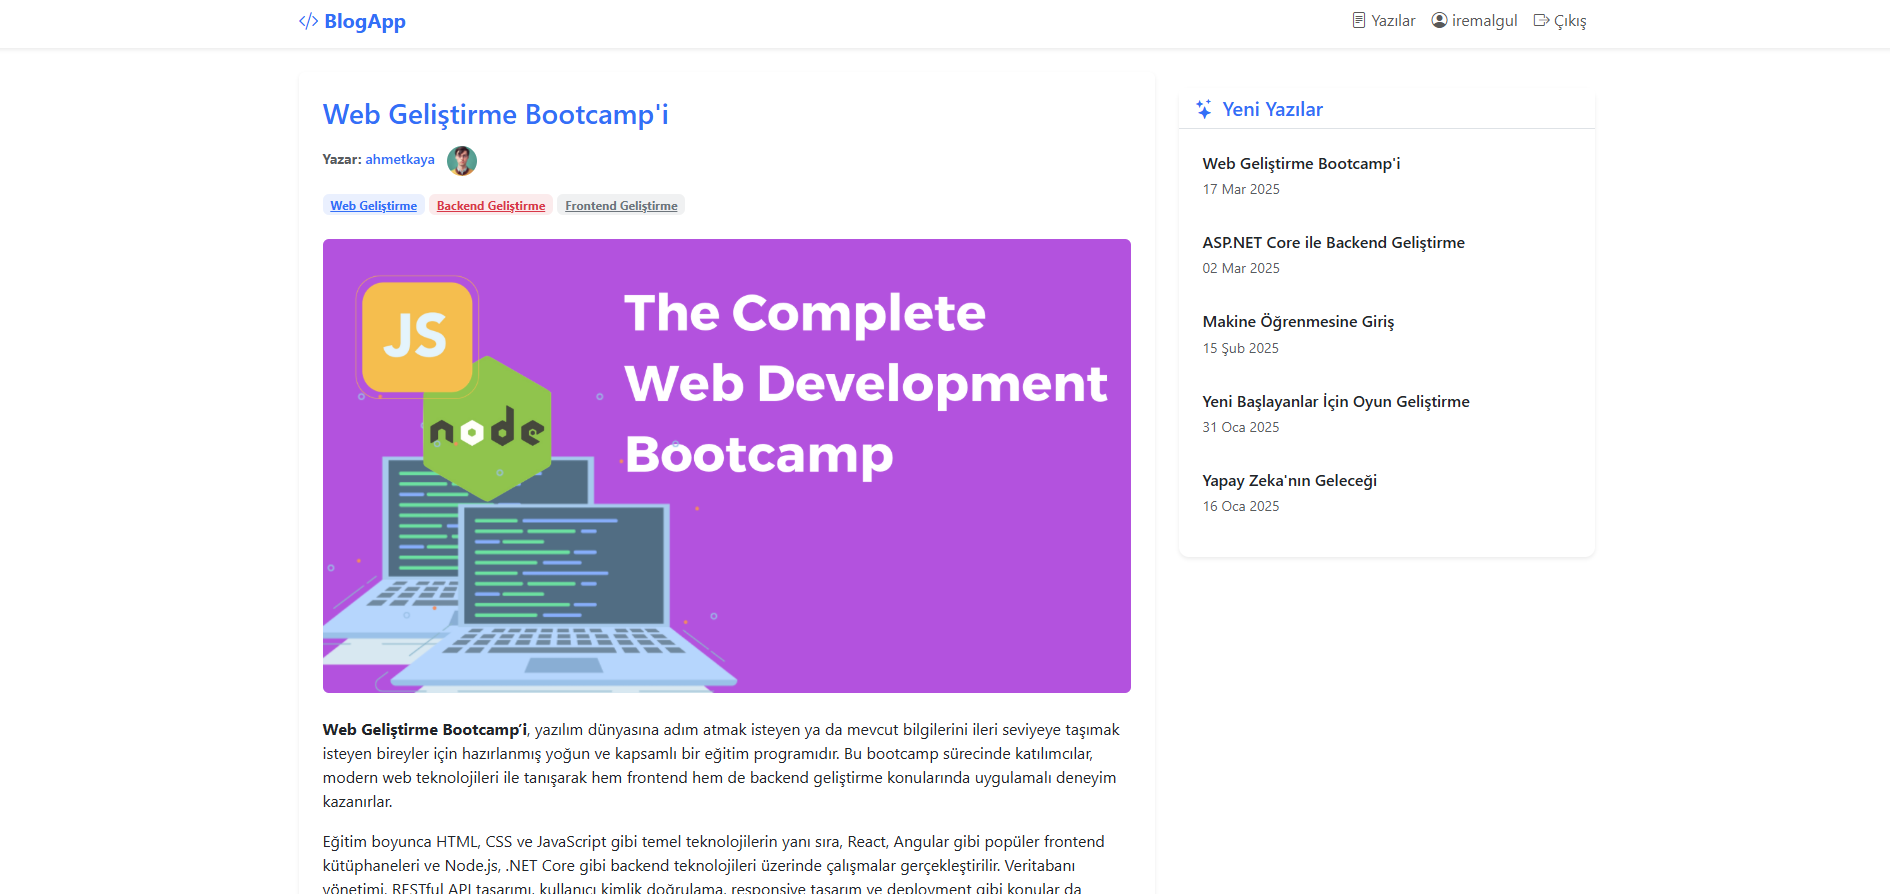 </> BlogApp
Yazılar
iremalgul
Çıkış
Web Geliştirme Bootcamp'i
Yazar: ahmetkaya
Web Geliştirme Backend Geliştirme Frontend Geliştirme
JS
node
The Complete
Web Development
Bootcamp
Web Geliştirme Bootcamp’i, yazılım dünyasına adım atmak isteyen ya da mevcut bilgilerini ileri seviyeye taşımak
isteyen bireyler için hazırlanmış yoğun ve kapsamlı bir eğitim programıdır. Bu bootcamp sürecinde katılımcılar,
modern web teknolojileri ile tanışarak hem frontend hem de backend geliştirme konularında uygulamalı deneyim
kazanırlar.
Eğitim boyunca HTML, CSS ve JavaScript gibi temel teknolojilerin yanı sıra, React, Angular gibi popüler frontend
kütüphaneleri ve Node.js, .NET Core gibi backend teknolojileri üzerinde çalışmalar gerçekleştirilir. Veritabanı
yönetimi, RESTful API tasarımı, kullanıcı kimlik doğrulama, responsive tasarım ve deployment gibi konular da
Yeni Yazılar
Web Geliştirme Bootcamp'i
17 Mar 2025
ASP.NET Core ile Backend Geliştirme
02 Mar 2025
Makine Öğrenmesine Giriş
15 Şub 2025
Yeni Başlayanlar İçin Oyun Geliştirme
31 Oca 2025
Yapay Zeka'nın Geleceği
16 Oca 2025